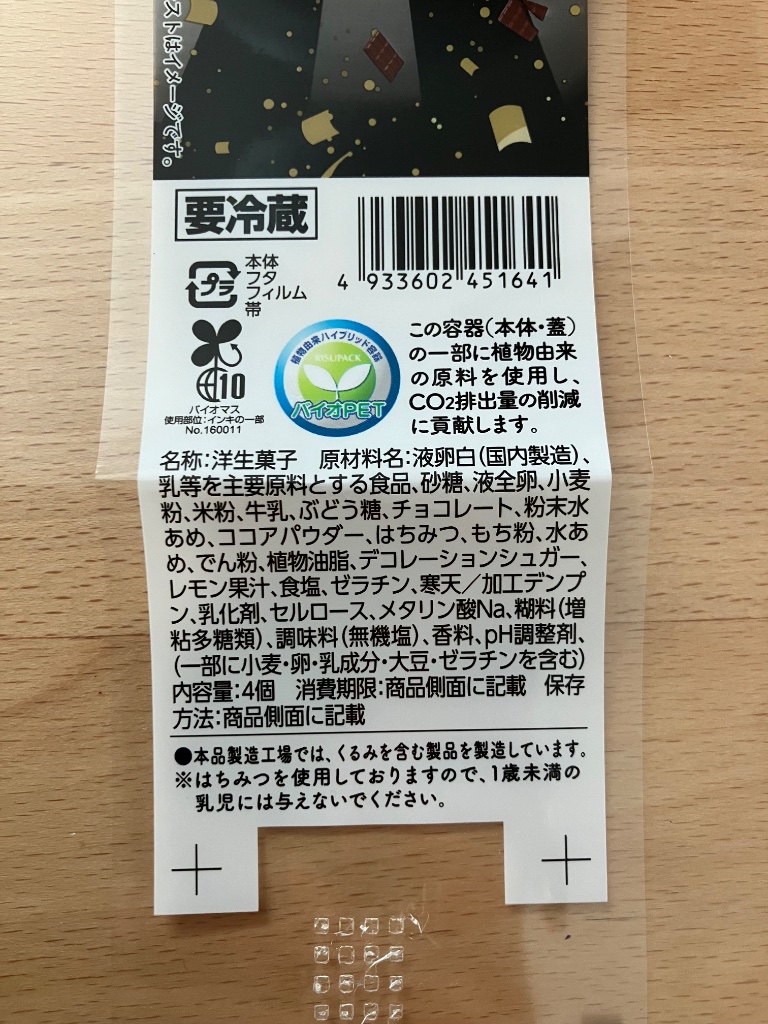 ストはイメージです。
要冷蔵
4 933602 451641
プラ
本体
フタ
フィルム
帯
10
バイオマス
使用部位:インキの一部
No.160011
植物由来ハイブリッド容器
RISUPACK
バイオPET
この容器(本体・蓋)
の一部に植物由来
の原料を使用し、
CO2排出量の削減
に貢献します。
名称:洋生菓子　原材料名:液卵白(国内製造)、
乳等を主要原料とする食品、砂糖、液全卵、小麦
粉、米粉、牛乳、ぶどう糖、チョコレート、粉末水
あめ、ココアパウダー、はちみつ、もち粉、水あ
め、でん粉、植物油脂、デコレーションシュガー、
レモン果汁、食塩、ゼラチン、寒天／加工デンプ
ン、乳化剤、セルロース、メタリン酸Na、糊料(増
粘多糖類)、調味料(無機塩)、香料、pH調整剤、
(一部に小麦・卵・乳成分・大豆・ゼラチンを含む)
内容量:4個　消費期限:商品側面に記載　保存
方法:商品側面に記載
●本品製造工場では、くるみを含む製品を製造しています。
※はちみつを使用しておりますので、1歳未満の
乳児には与えないでください。